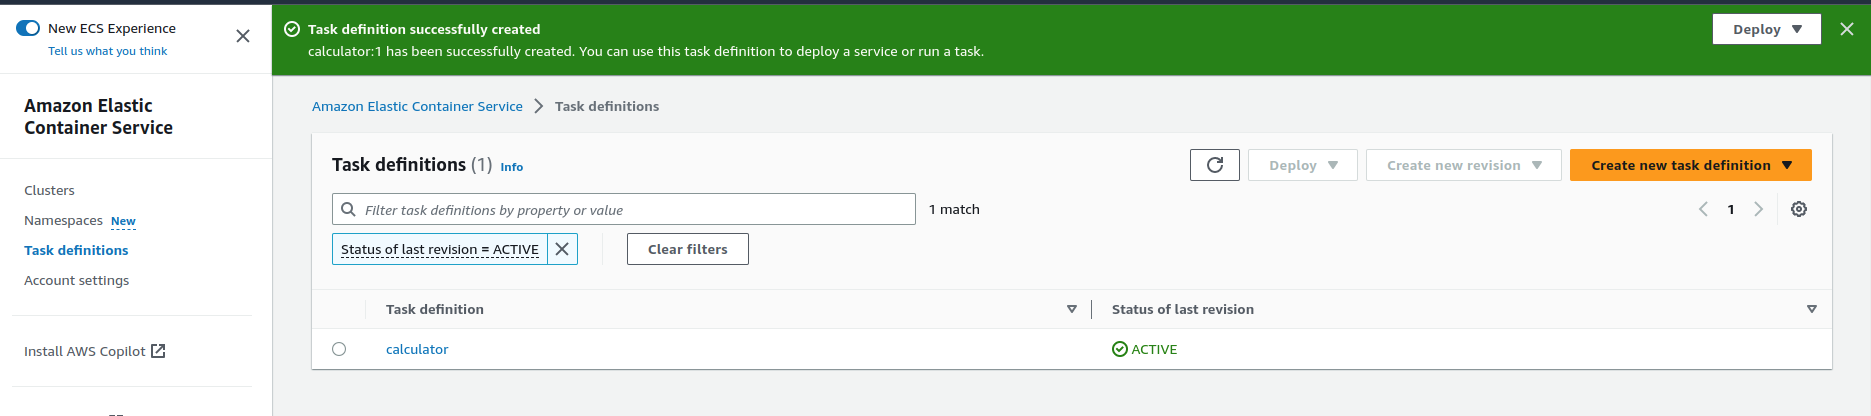 New ECS Experience
Tell us what you think
Amazon Elastic
Container Service
Clusters
Namespaces New
Task definitions
Account settings
Install AWS Copilot
Task definition successfully created
calculator:1 has been successfully created. You can use this task definition to deploy a service or run a task.
Deploy
Amazon Elastic Container Service > Task definitions
Task definitions (1) Info
Deploy
Create new revision
Create new task definition
Filter task definitions by property or value
1 match
1
Status of last revision = ACTIVE
Clear filters
Task definition
Status of last revision
calculator
ACTIVE